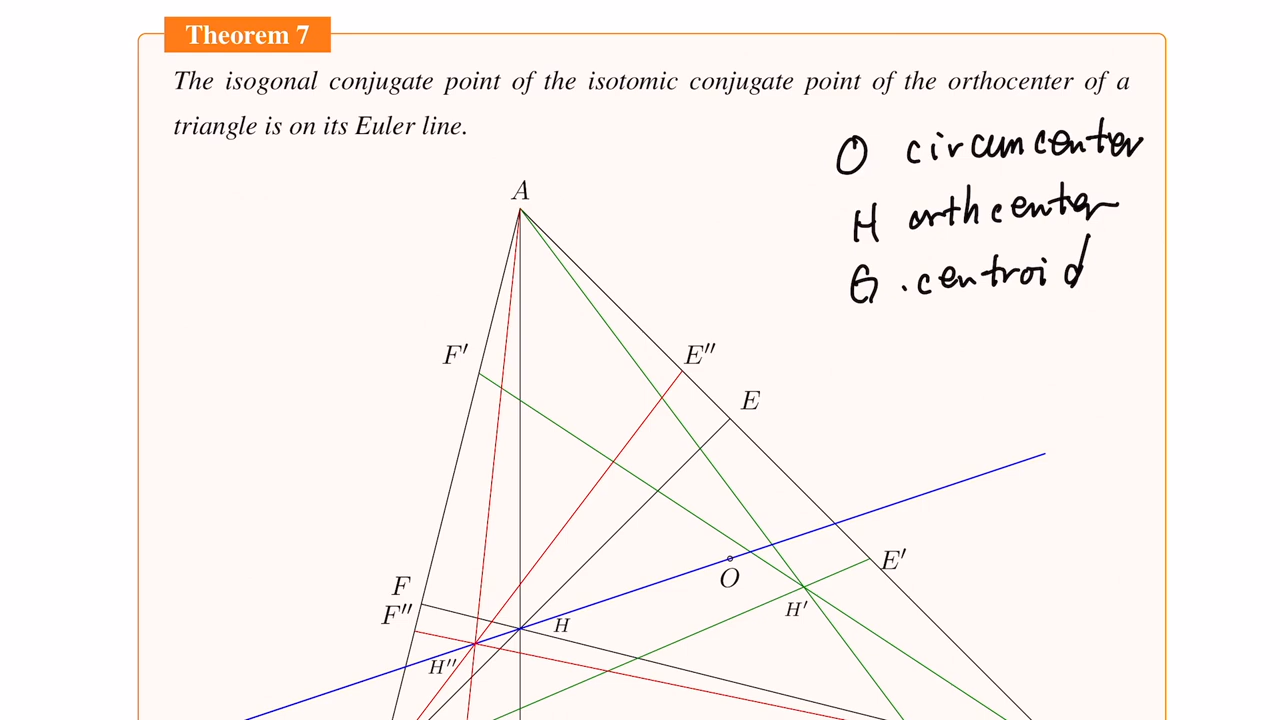 Theorem 7
The isogonal conjugate point of the isotomic conjugate point of the orthocenter of a
triangle is on its Euler line.
O circumcenter
H orthcenter
G .centroid
A
F′
E″
E
O
E′
F
F″
H
H′
H″